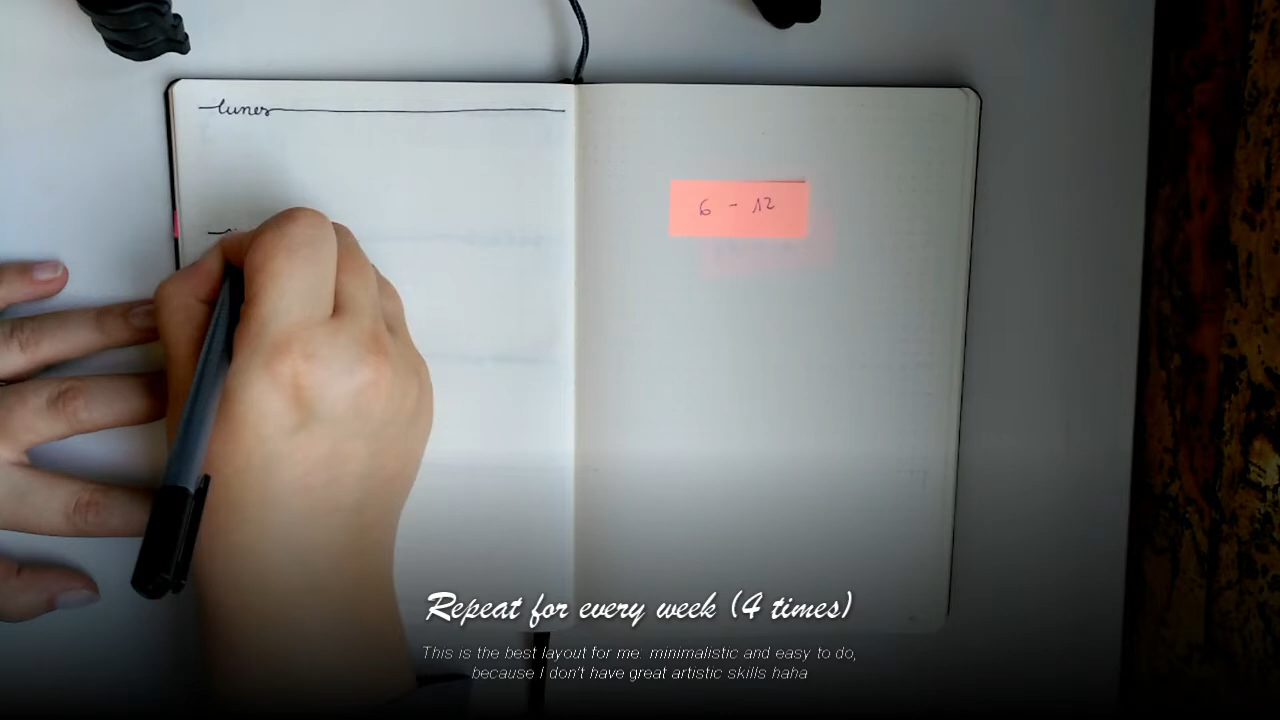 lunes
6 - 12
Repeat for every week (4 times)
This is the best layout for me: minimalistic and easy to do,
because I don't have great artistic skills haha